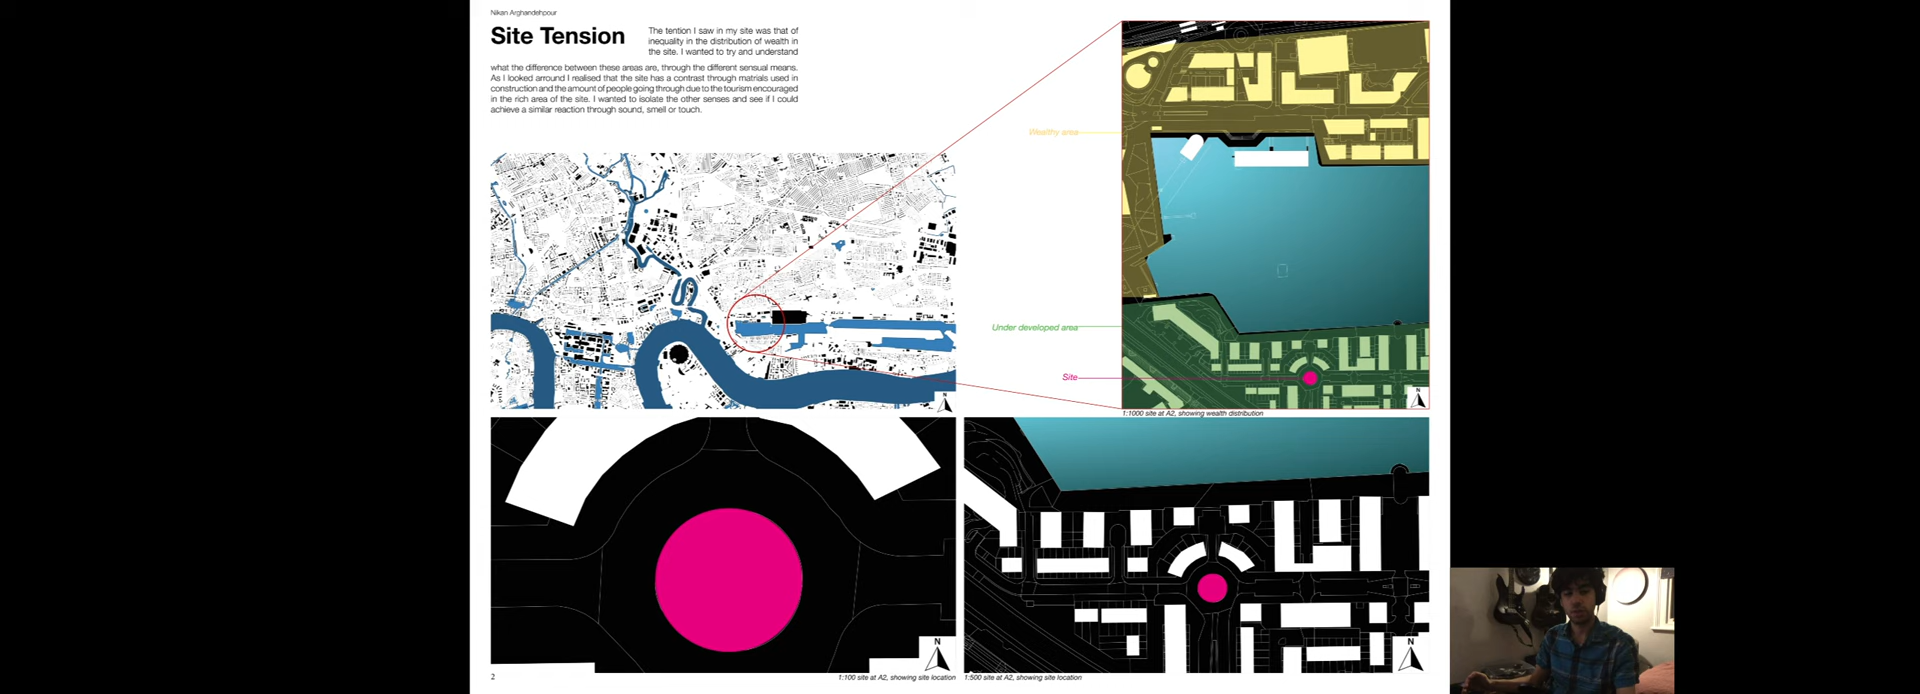 Nikan Arghandehpour
Site Tension
The tention I saw in my site was that of
inequality in the distribution of wealth in
the site. I wanted to try and understand
what the difference between these areas are, through the different sensual means.
As I looked arround I realised that the site has a contrast through matrials used in
construction and the amount of people going through due to the tourism encouraged
in the rich area of the site. I wanted to isolate the other senses and see if I could
achieve a similar reaction through sound, smell or touch.
Wealthy area
Under developed area
Site
N
N
1:1000 site at A2, showing wealth distribution
N
N
2
1:100 site at A2, showing site location
1:500 site at A2, showing site location